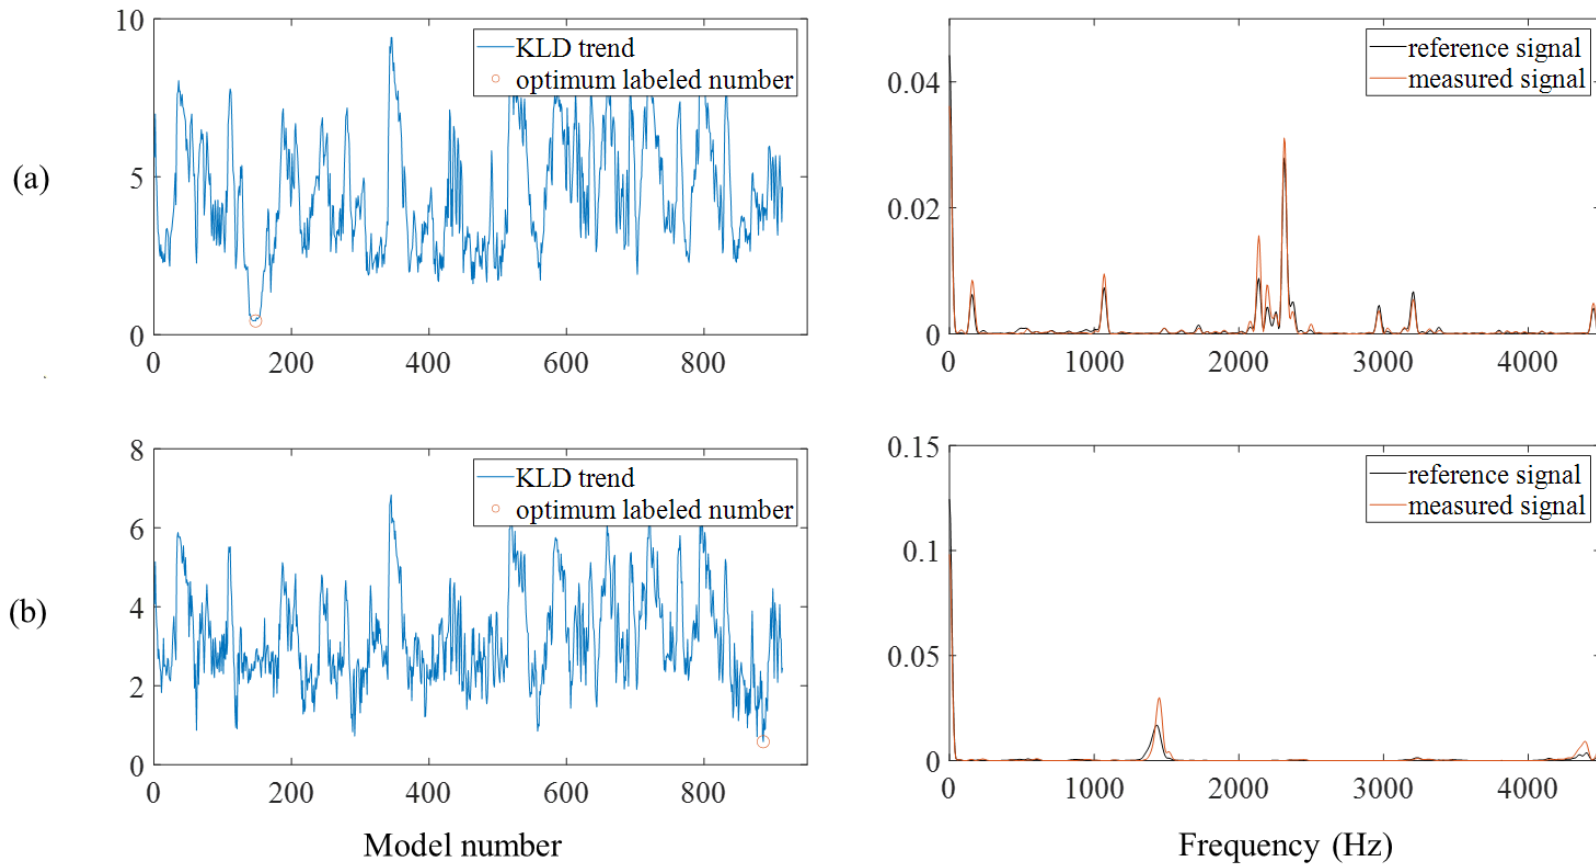 (a)
10
5
0
0
200
400
600
800
KLD trend
optimum labeled number
0.04
0.02
0
0
1000
2000
3000
4000
reference signal
measured signal
(b)
8
6
4
2
0
0
200
400
600
800
KLD trend
optimum labeled number
Model number
0.15
0.1
0.05
0
0
1000
2000
3000
4000
reference signal
measured signal
Frequency (Hz)